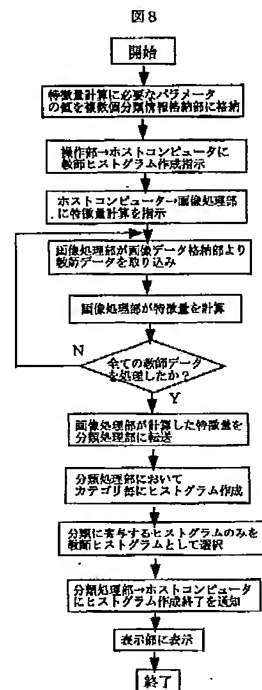 図8
開始
特徴量計算に必要なパラメータ
の値を複数値分類情報格納部に格納
操作部→ホストコンピュータに
教師ヒストグラム作成指示
ホストコンピューター→画像処理部
に特徴量計算を指示
画像処理部が画像データ格納部より
教師データを取り込み
画像処理部が特徴量を計算
N
全ての教師データ
を処理したか?
Y
画像処理部が計算した特徴量を
分類処理部に転送
分類処理部において
カテゴリ毎にヒストグラム作成
分類に寄与するヒストグラムのみを
教師ヒストグラムとして選択
分類処理部→ホストコンピュータ
にヒストグラム作成終了を通知
表示部に表示
終了